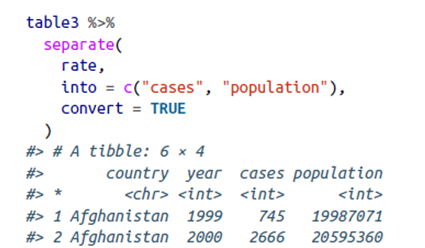 table3 %>%
  separate(
    rate,
    into = c("cases", "population"),
    convert = TRUE
  )
#> # A tibble: 6 × 4
#>       country  year cases population
#> *       <chr> <int> <int>      <int>
#> 1 Afghanistan  1999   745   19987071
#> 2 Afghanistan  2000  2666   20595360